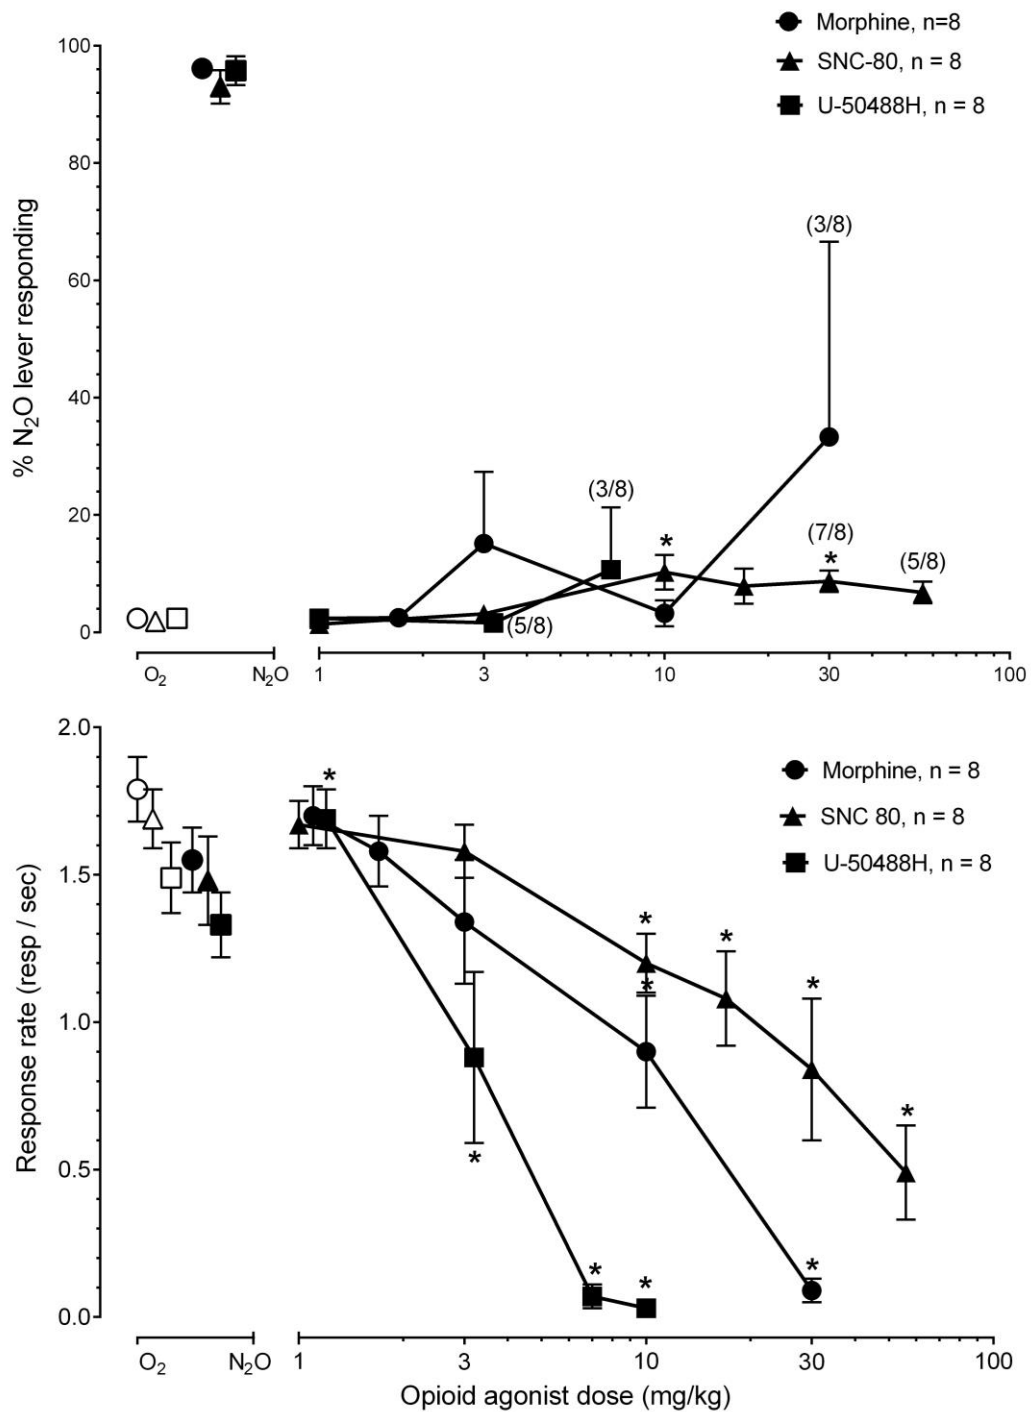 Morphine, n=8
SNC-80, n = 8
U-50488H, n = 8
% N₂O lever responding
100
80
60
40
20
0
(3/8)
(3/8)
*
(7/8)
*
(5/8)
(5/8)
O₂ N₂O 1 3 10 30 100
Morphine, n = 8
SNC 80, n = 8
U-50488H, n = 8
Response rate (resp / sec)
2.0
1.5
1.0
0.5
0.0
*
*
*
*
*
*
*
*
*
*
O₂ N₂O 1 3 10 30 100
Opioid agonist dose (mg/kg)